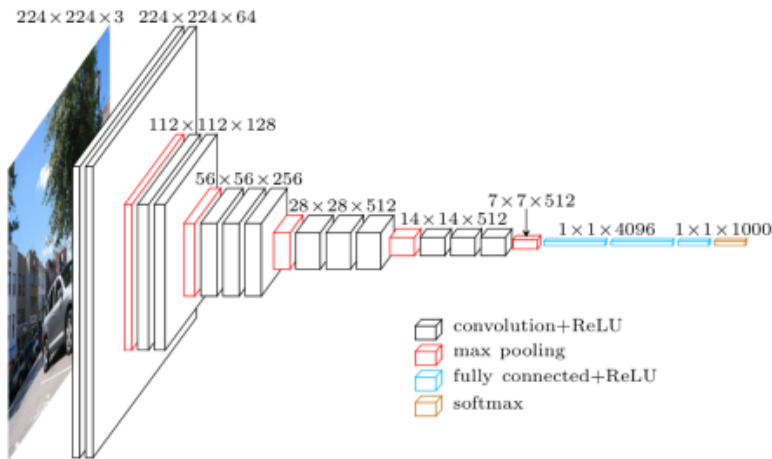 224×224×3
224×224×64
112×112×128
56×56×256
28×28×512
14×14×512
7×7×512
1×1×4096
1×1×1000
convolution+ReLU
max pooling
fully connected+ReLU
softmax